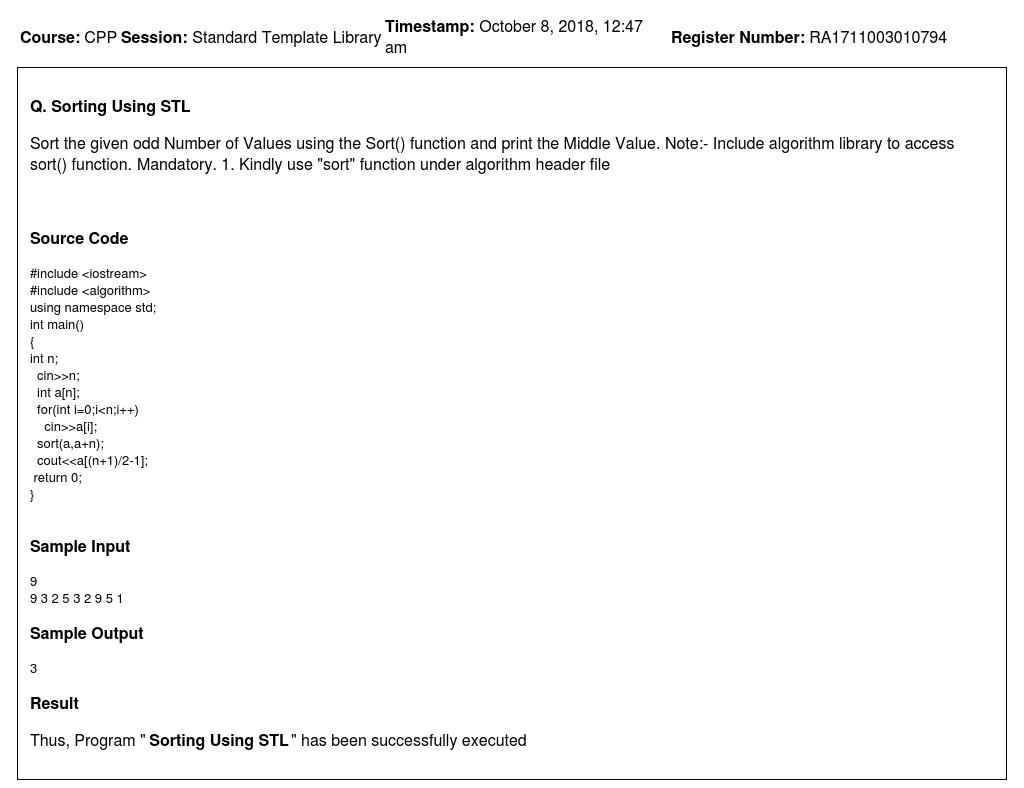 Course: CPP Session: Standard Template Library Timestamp: October 8, 2018, 12:47 am Register Number: RA1711003010794
Q. Sorting Using STL
Sort the given odd Number of Values using the Sort() function and print the Middle Value. Note:- Include algorithm library to access
sort() function. Mandatory. 1. Kindly use "sort" function under algorithm header file
Source Code
#include <iostream>
#include <algorithm>
using namespace std;
int main()
{
int n;
  cin>>n;
  int a[n];
  for(int i=0;i<n;i++)
    cin>>a[i];
  sort(a,a+n);
  cout<<a[(n+1)/2-1];
 return 0;
}
Sample Input
9
9 3 2 5 3 2 9 5 1
Sample Output
3
Result
Thus, Program " Sorting Using STL " has been successfully executed